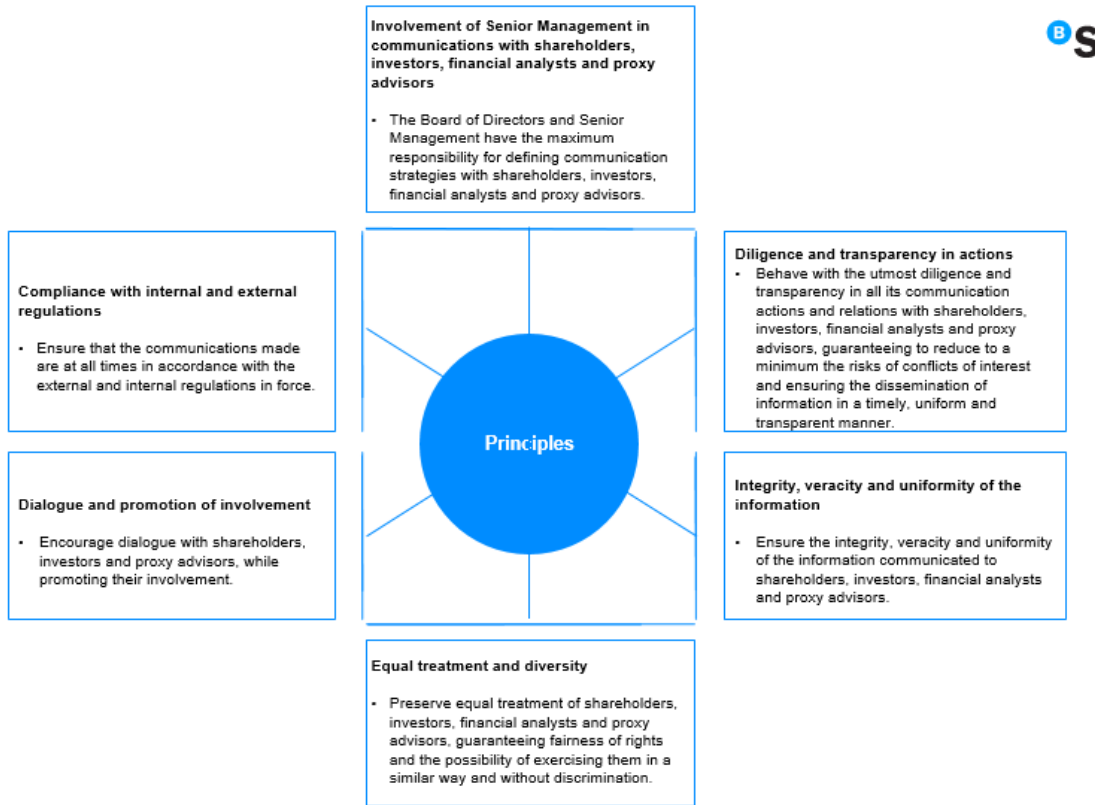 Involvement of Senior Management in
communications with shareholders,
investors, financial analysts and proxy
advisors
• The Board of Directors and Senior
Management have the maximum
responsibility for defining communication
strategies with shareholders, investors,
financial analysts and proxy advisors.
B S
Compliance with internal and external
regulations
• Ensure that the communications made
are at all times in accordance with the
external and internal regulations in force.
Diligence and transparency in actions
• Behave with the utmost diligence and
transparency in all its communication
actions and relations with shareholders,
investors, financial analysts and proxy
advisors, guaranteeing to reduce to a
minimum the risks of conflicts of interest
and ensuring the dissemination of
information in a timely, uniform and
transparent manner.
Principles
Dialogue and promotion of involvement
• Encourage dialogue with shareholders,
investors and proxy advisors, while
promoting their involvement.
Integrity, veracity and uniformity of the
information
• Ensure the integrity, veracity and uniformity
of the information communicated to
shareholders, investors, financial analysts
and proxy advisors.
Equal treatment and diversity
• Preserve equal treatment of shareholders,
investors, financial analysts and proxy
advisors, guaranteeing fairness of rights
and the possibility of exercising them in a
similar way and without discrimination.